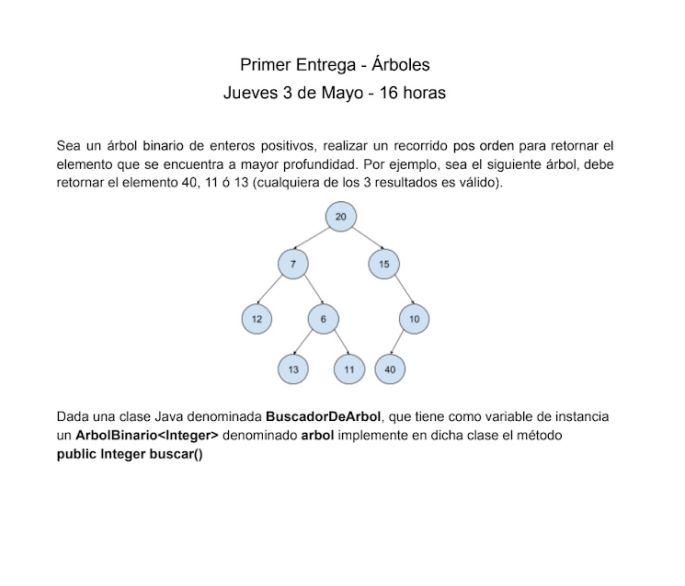 Primer Entrega - Árboles
Jueves 3 de Mayo - 16 horas
Sea un árbol binario de enteros positivos, realizar un recorrido pos orden para retornar el
elemento que se encuentra a mayor profundidad. Por ejemplo, sea el siguiente árbol, debe
retornar el elemento 40, 11 ó 13 (cualquiera de los 3 resultados es válido).
20
7 15
12 6 10
13 11 40
Dada una clase Java denominada BuscadorDeArbol, que tiene como variable de instancia
un ArbolBinario<Integer> denominado arbol implemente en dicha clase el método
public Integer buscar()